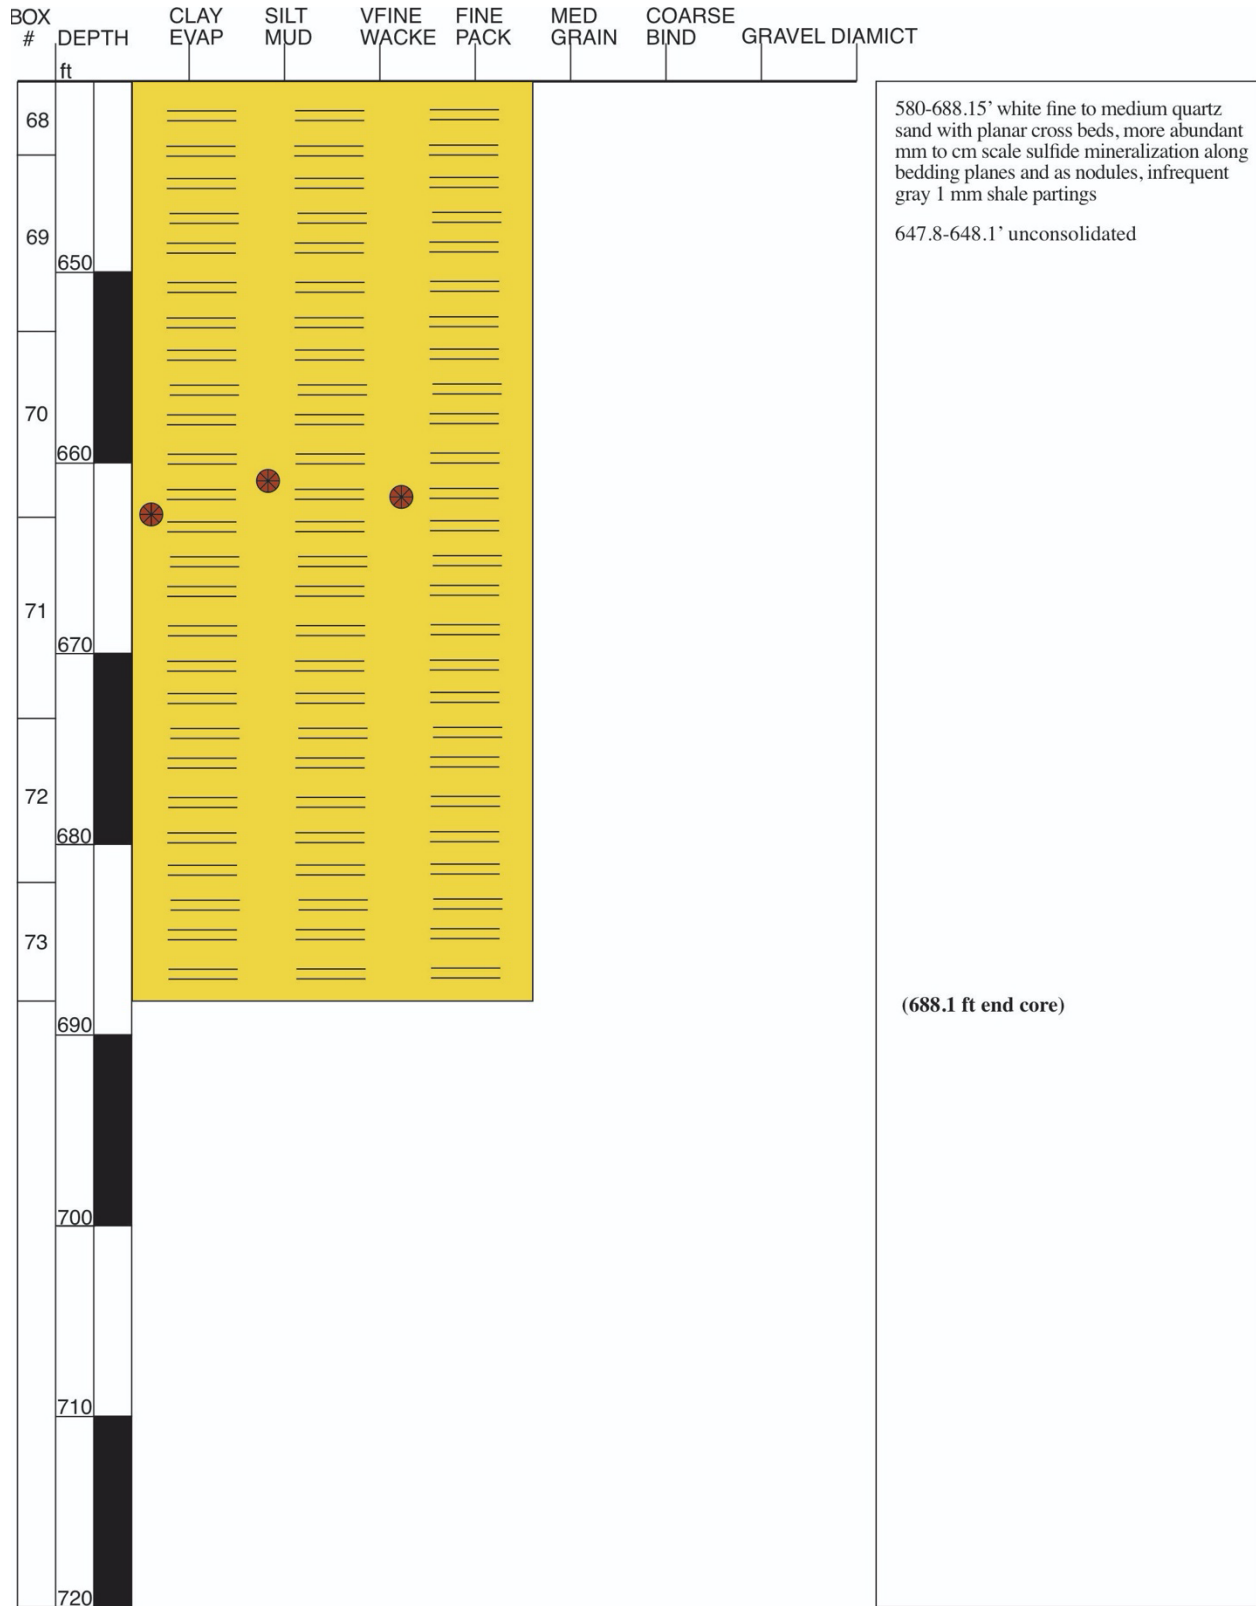 BOX CLAY SILT VFINE FINE MED COARSE
# DEPTH EVAP MUD WACKE PACK GRAIN BIND GRAVEL DIAMICT
ft
68
69
650
70
660
71
670
72
680
73
690
700
710
720
580-688.15’ white fine to medium quartz
sand with planar cross beds, more abundant
mm to cm scale sulfide mineralization along
bedding planes and as nodules, infrequent
gray 1 mm shale partings
647.8-648.1’ unconsolidated
(688.1 ft end core)